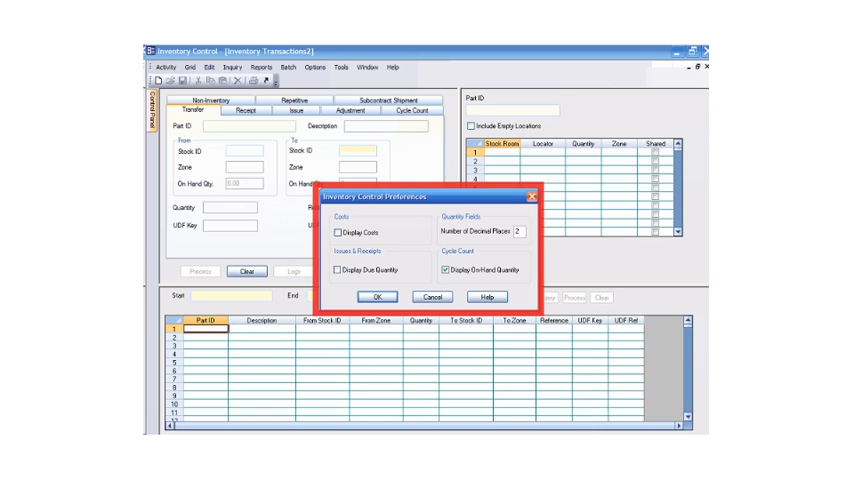 Inventory Control - [Inventory Transactions2]
Activity Grid Edit Inquiry Reports Batch Options Tools Window Help
Control Panel
Non-Inventory Repetitive Subcontract Shipment
Transfer Receipt Issue Adjustment Cycle Count
Part ID Description
From To
Stock ID Stock ID
Zone Zone
On Hand Qty. 0.00 On Hand Qty.
Quantity
UDF Key
Process Clear Logs
Part ID
Include Empty Locations
Stock Room Locator Quantity Zone Shared
1
2
3
4
Inventory Control Preferences
Costs Quantity Fields
Display Costs Number of Decimal Places 2
Issues & Receipts Cycle Count
Display Due Quantity Display On-Hand Quantity
OK Cancel Help
Start End Process Clear
Part ID Description From Stock ID From Zone Quantity To Stock ID To Zone Reference UDF Key UDF Ref
1
2
3
4
5
6
7
8
9
10
11